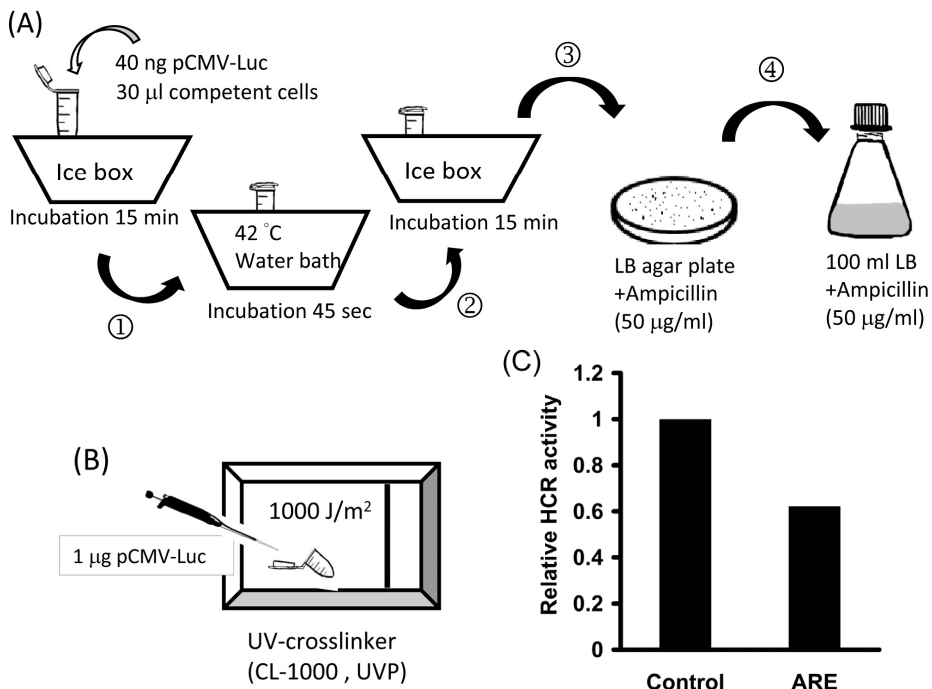 (A)
40 ng pCMV-Luc
30 µl competent cells
Ice box
Incubation 15 min
①
42 °C
Water bath
Incubation 45 sec
②
Ice box
Incubation 15 min
③
LB agar plate
+Ampicillin
(50 µg/ml)
④
100 ml LB
+Ampicillin
(50 µg/ml)
(B)
1 µg pCMV-Luc
1000 J/m²
UV-crosslinker
(CL-1000 , UVP)
(C)
Relative HCR activity
1.2
1
0.8
0.6
0.4
0.2
0
Control ARE